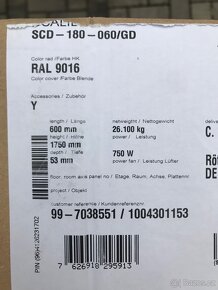 SCD-180-060/GD
Color rad /Farbe HK
RAL 9016
Color cover /Farbe Blende
Accessories / Zubehör
Y
length / Länge
600 mm
height / Höhe
1750 mm
depth / Tiefe
53 mm
netweight / Nettogewicht
26.100 kg
power / Leistung
750 W
power fan / Leistung Lüfter
C.
DE
floor, room axis panel no / Etage, Raum, Achse, Plattennr.
project / Objekt
customer reference / Kundenreferenz
99-7038551 / 1004301153
7 626910 295913